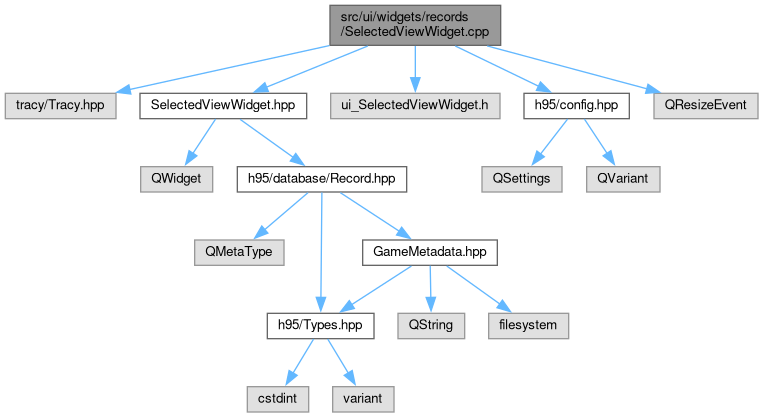 src/ui/widgets/records
/SelectedViewWidget.cpp
tracy/Tracy.hpp
SelectedViewWidget.hpp
ui_SelectedViewWidget.h
h95/config.hpp
QResizeEvent
QWidget
h95/database/Record.hpp
QSettings
QVariant
QMetaType
GameMetadata.hpp
h95/Types.hpp
QString
filesystem
cstdint
variant